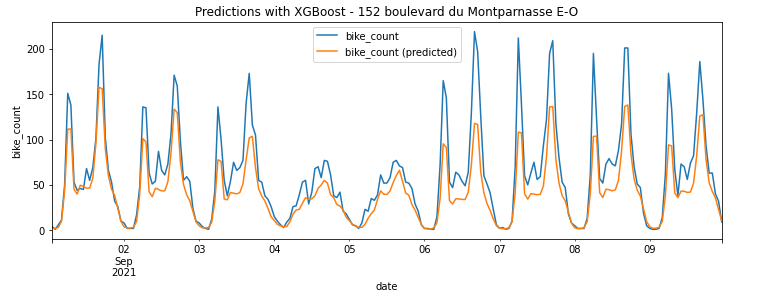 Predictions with XGBoost - 152 boulevard du Montparnasse E-O
bike_count
bike_count (predicted)
200
150
100
50
0
bike_count
02
03
04
05
06
07
08
09
Sep
2021
date